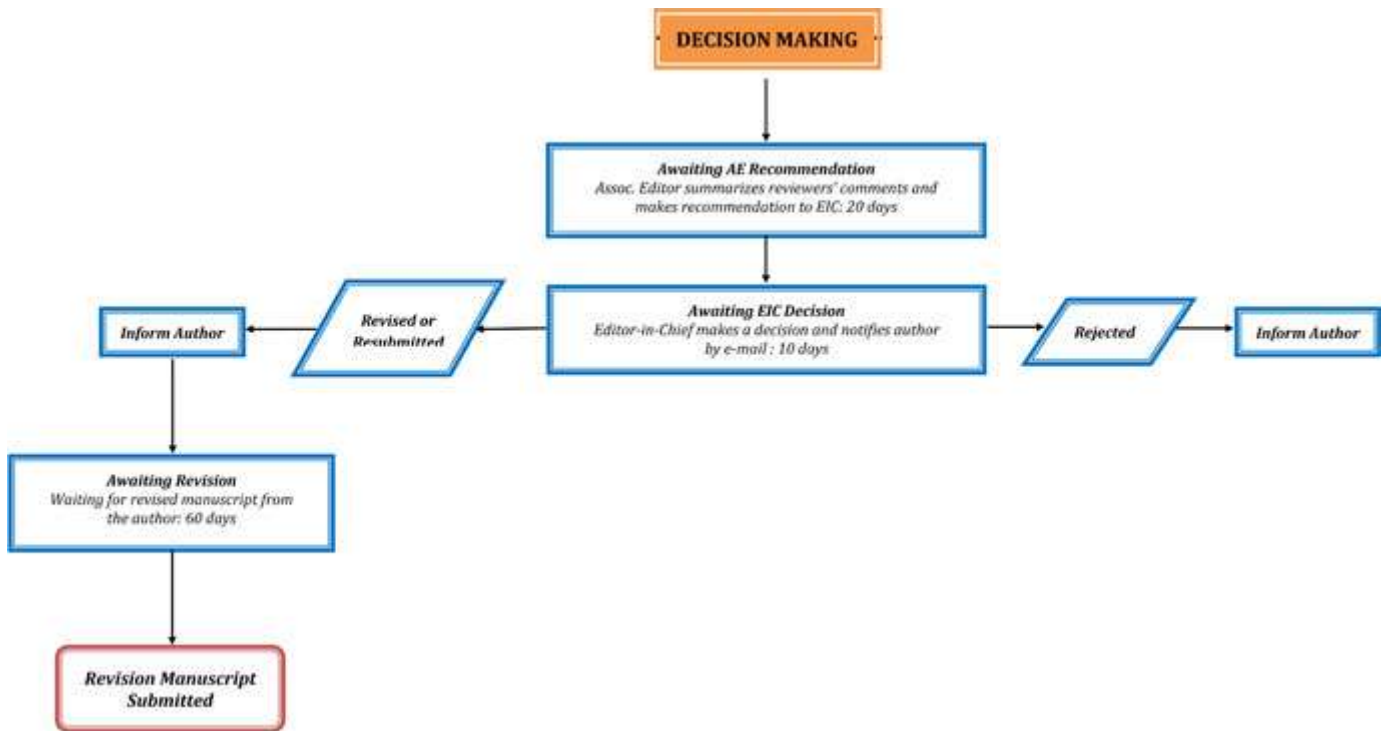 DECISION MAKING
Awaiting AE Recommendation
Assoc. Editor summarizes reviewers' comments and
makes recommendation to EIC: 20 days
Inform Author
Revised or
Resubmitted
Awaiting EIC Decision
Editor-in-Chief makes a decision and notifies author
by e-mail : 10 days
Rejected
Inform Author
Awaiting Revision
Waiting for revised manuscript from
the author: 60 days
Revision Manuscript
Submitted